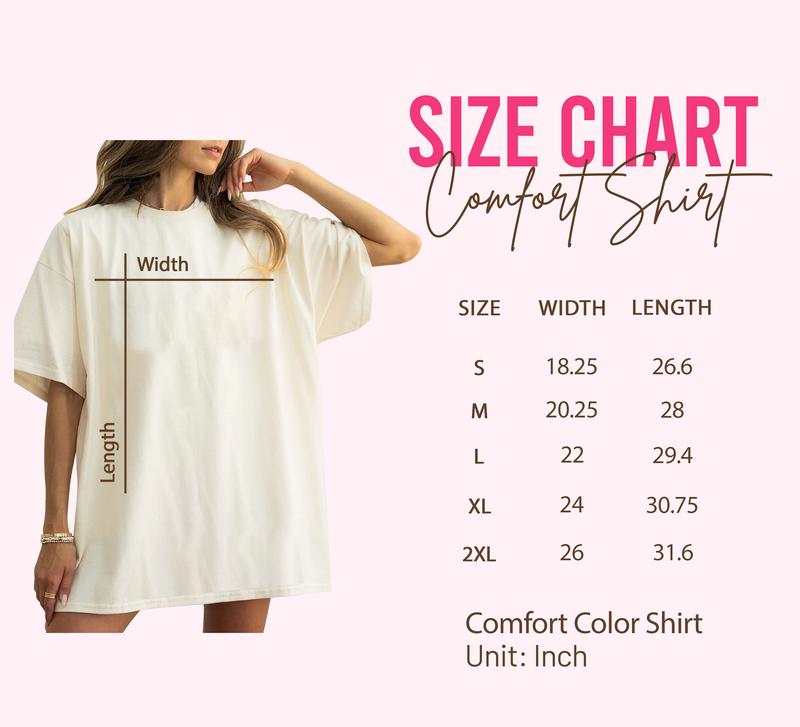 SIZE CHART
Comfort Shirt
Width
Length
SIZE WIDTH LENGTH
S 18.25 26.6
M 20.25 28
L 22 29.4
XL 24 30.75
2XL 26 31.6
Comfort Color Shirt
Unit: Inch